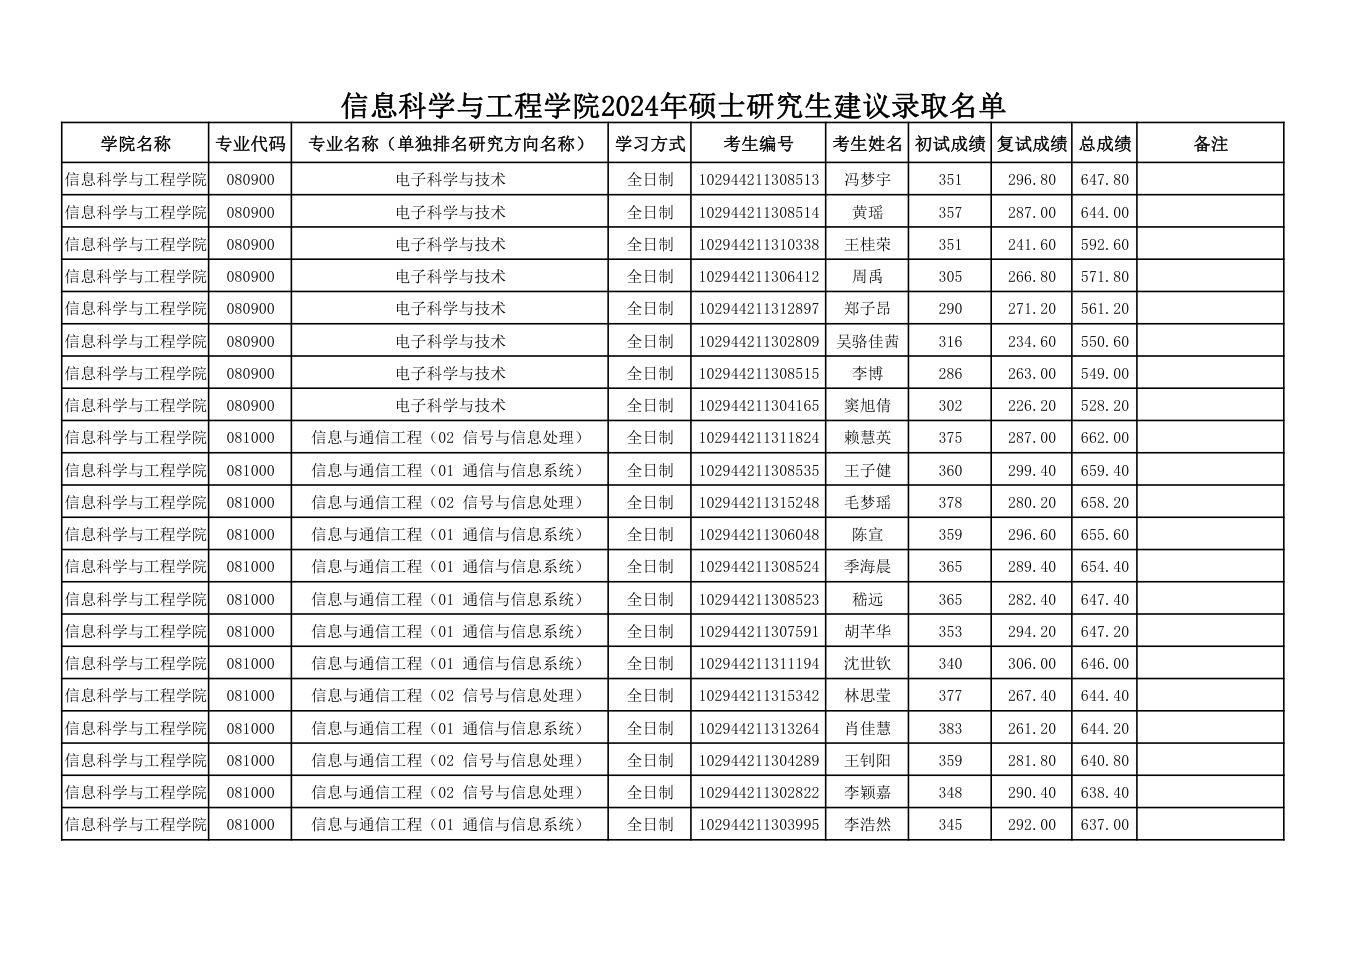 信息科学与工程学院2024年硕士研究生建议录取名单
学院名称 专业代码 专业名称（单独排名研究方向名称） 学习方式 考生编号 考生姓名 初试成绩 复试成绩 总成绩 备注
信息科学与工程学院 080900 电子科学与技术 全日制 102944211308513 冯梦宇 351 296.80 647.80
信息科学与工程学院 080900 电子科学与技术 全日制 102944211308514 黄瑶 357 287.00 644.00
信息科学与工程学院 080900 电子科学与技术 全日制 102944211310338 王桂荣 351 241.60 592.60
信息科学与工程学院 080900 电子科学与技术 全日制 102944211306412 周禹 305 266.80 571.80
信息科学与工程学院 080900 电子科学与技术 全日制 102944211312897 郑子昂 290 271.20 561.20
信息科学与工程学院 080900 电子科学与技术 全日制 102944211302809 吴骆佳茜 316 234.60 550.60
信息科学与工程学院 080900 电子科学与技术 全日制 102944211308515 李博 286 263.00 549.00
信息科学与工程学院 080900 电子科学与技术 全日制 102944211304165 窦旭倩 302 226.20 528.20
信息科学与工程学院 081000 信息与通信工程（02 信号与信息处理） 全日制 102944211311824 赖慧英 375 287.00 662.00
信息科学与工程学院 081000 信息与通信工程（01 通信与信息系统） 全日制 102944211308535 王子健 360 299.40 659.40
信息科学与工程学院 081000 信息与通信工程（02 信号与信息处理） 全日制 102944211315248 毛梦瑶 378 280.20 658.20
信息科学与工程学院 081000 信息与通信工程（01 通信与信息系统） 全日制 102944211306048 陈宣 359 296.60 655.60
信息科学与工程学院 081000 信息与通信工程（01 通信与信息系统） 全日制 102944211308524 季海晨 365 289.40 654.40
信息科学与工程学院 081000 信息与通信工程（01 通信与信息系统） 全日制 102944211308523 嵇远 365 282.40 647.40
信息科学与工程学院 081000 信息与通信工程（01 通信与信息系统） 全日制 102944211307591 胡芊华 353 294.20 647.20
信息科学与工程学院 081000 信息与通信工程（01 通信与信息系统） 全日制 102944211311194 沈世钦 340 306.00 646.00
信息科学与工程学院 081000 信息与通信工程（02 信号与信息处理） 全日制 102944211315342 林思莹 377 267.40 644.40
信息科学与工程学院 081000 信息与通信工程（01 通信与信息系统） 全日制 102944211313264 肖佳慧 383 261.20 644.20
信息科学与工程学院 081000 信息与通信工程（02 信号与信息处理） 全日制 102944211304289 王钊阳 359 281.80 640.80
信息科学与工程学院 081000 信息与通信工程（02 信号与信息处理） 全日制 102944211302822 李颖嘉 348 290.40 638.40
信息科学与工程学院 081000 信息与通信工程（01 通信与信息系统） 全日制 102944211303995 李浩然 345 292.00 637.00